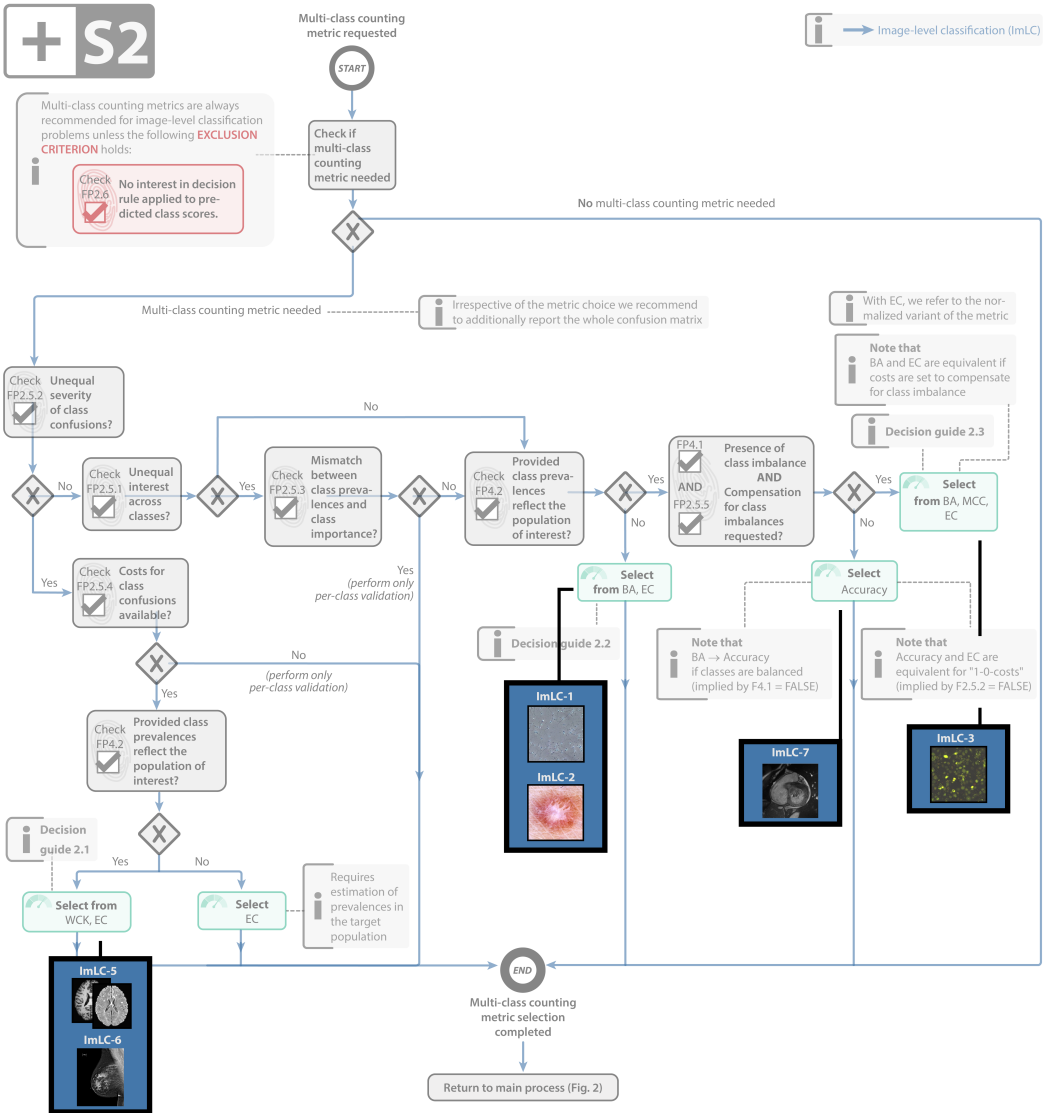 + S2
Multi-class counting
metric requested
START
Image-level classification (ImLC)
Multi-class counting metrics are always
recommended for image-level classification
problems unless the following EXCLUSION
CRITERION holds:
Check
FP2.6
No interest in decision
rule applied to pre-
dicted class scores.
Check if
multi-class
counting
metric needed
X
No multi-class counting metric needed
Multi-class counting metric needed
Irrespective of the metric choice we recommend
to additionally report the whole confusion matrix
With EC, we refer to the nor-
malized variant of the metric
Note that
BA and EC are equivalent if
costs are set to compensate
for class imbalance
Decision guide 2.3
Check
FP2.5.2
Unequal
severity
of class
confusions?
X
No
Check
FP2.5.1
Unequal
interest
across
classes?
X
No
Yes
Check
FP2.5.3
Mismatch
between
class preva-
lences and
class
importance?
X
No
Yes
(perform only
per-class validation)
Check
FP4.2
Provided
class preva-
lences
reflect the
population
of interest?
X
Yes
No
FP4.1
AND
FP2.5.5
Presence of
class imbalance
AND
Compensation
for class
imbalances
requested?
X
Yes
No
Select
from BA, MCC,
EC
Select
from BA, EC
Decision guide 2.2
Select
Accuracy
Note that
BA → Accuracy
if classes are balanced
(implied by F4.1 = FALSE)
Note that
Accuracy and EC are
equivalent for "1-0-costs"
(implied by F2.5.2 = FALSE)
Yes
Check
FP2.5.4
Costs for
class
confusions
available?
X
No
(perform only
per-class validation)
Yes
Check
FP4.2
Provided class
prevalences
reflect the
population of
interest?
X
Yes
No
Decision
guide 2.1
Select from
WCK, EC
Select
EC
Requires
estimation of
prevalences in
the target
population
ImLC-1
ImLC-2
ImLC-7
ImLC-3
ImLC-5
ImLC-6
END
Multi-class counting
metric selection
completed
Return to main process (Fig. 2)